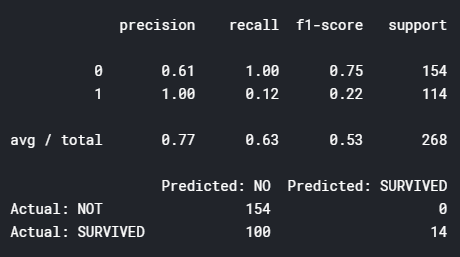 precision recall f1-score support
0 0.61 1.00 0.75 154
1 1.00 0.12 0.22 114
avg / total 0.77 0.63 0.53 268
Predicted: NO Predicted: SURVIVED
Actual: NOT 154 0
Actual: SURVIVED 100 14